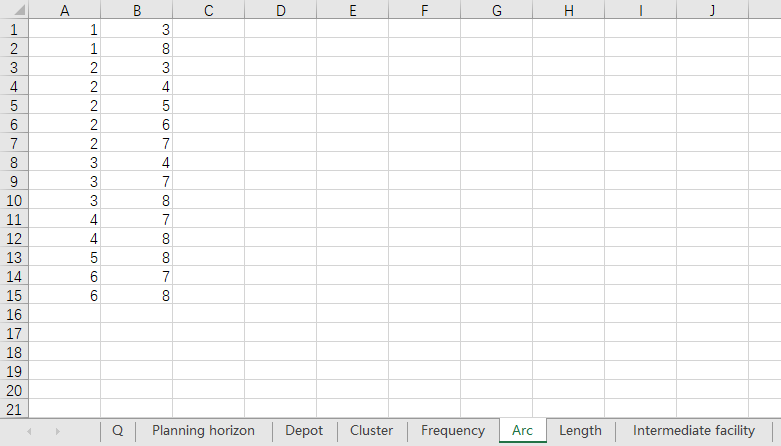 A B C D E F G H I J
1 1 3
2 1 8
3 2 3
4 2 4
5 2 5
6 2 6
7 2 7
8 3 4
9 3 7
10 3 8
11 4 7
12 4 8
13 5 8
14 6 7
15 6 8
16
17
18
19
20
21
Q Planning horizon Depot Cluster Frequency Arc Length Intermediate facility